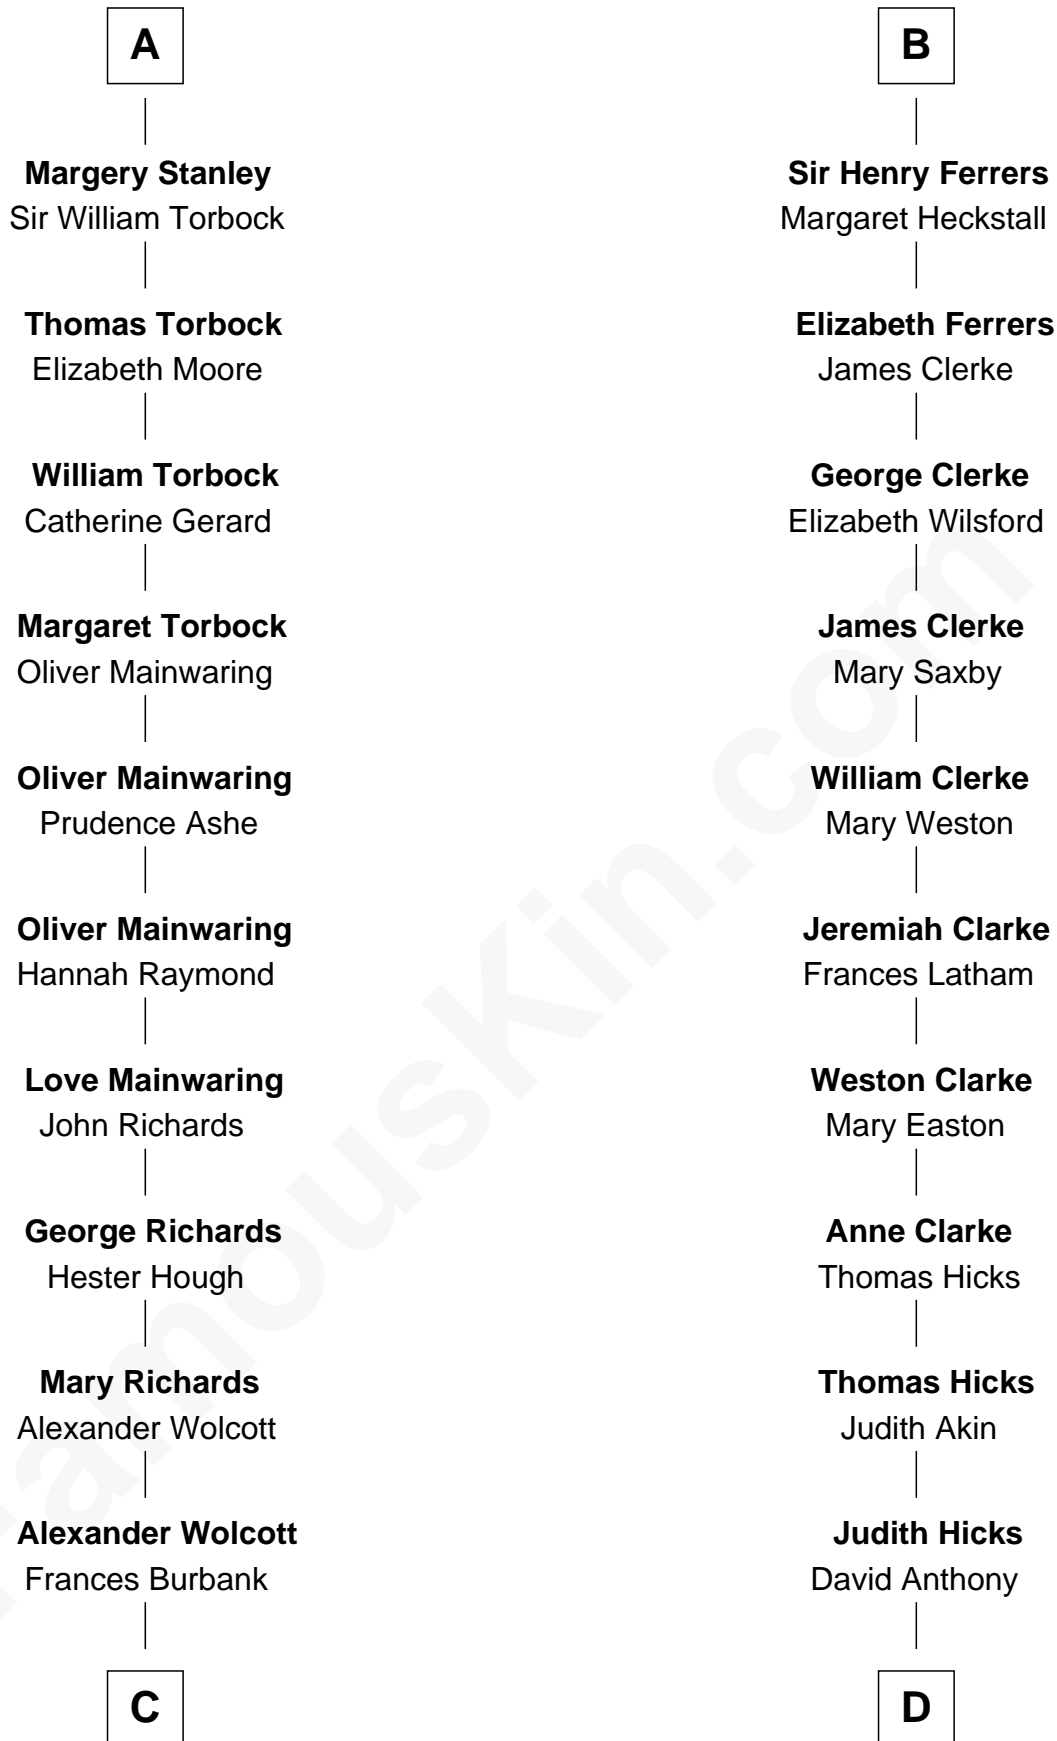 A
Margery Stanley
Sir William Torbock
Thomas Torbock
Elizabeth Moore
William Torbock
Catherine Gerard
Margaret Torbock
Oliver Mainwaring
Oliver Mainwaring
Prudence Ashe
Oliver Mainwaring
Hannah Raymond
Love Mainwaring
John Richards
George Richards
Hester Hough
Mary Richards
Alexander Wolcott
Alexander Wolcott
Frances Burbank
C
B
Sir Henry Ferrers
Margaret Heckstall
Elizabeth Ferrers
James Clerke
George Clerke
Elizabeth Wilsford
James Clerke
Mary Saxby
William Clerke
Mary Weston
Jeremiah Clarke
Frances Latham
Weston Clarke
Mary Easton
Anne Clarke
Thomas Hicks
Thomas Hicks
Judith Akin
Judith Hicks
David Anthony
D
FamousKin.com